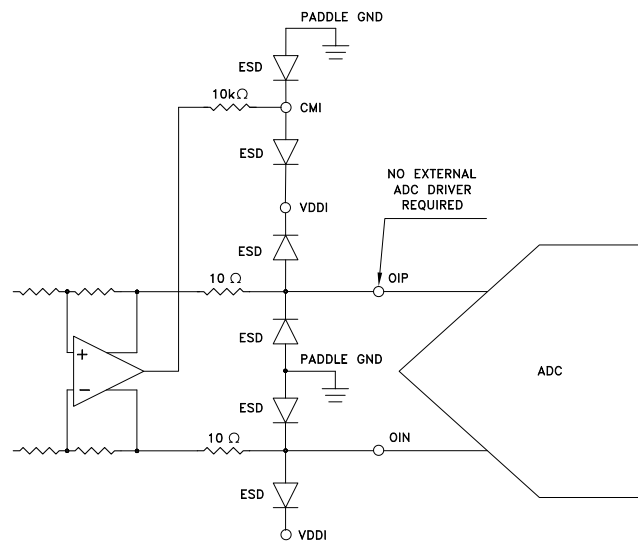 PADDLE GND
ESD
10kΩ
CMI
ESD
NO EXTERNAL
ADC DRIVER
REQUIRED
VDDI
ESD
10 Ω
OIP
+
ESD
PADDLE GND
ADC
−
ESD
10 Ω
OIN
ESD
VDDI